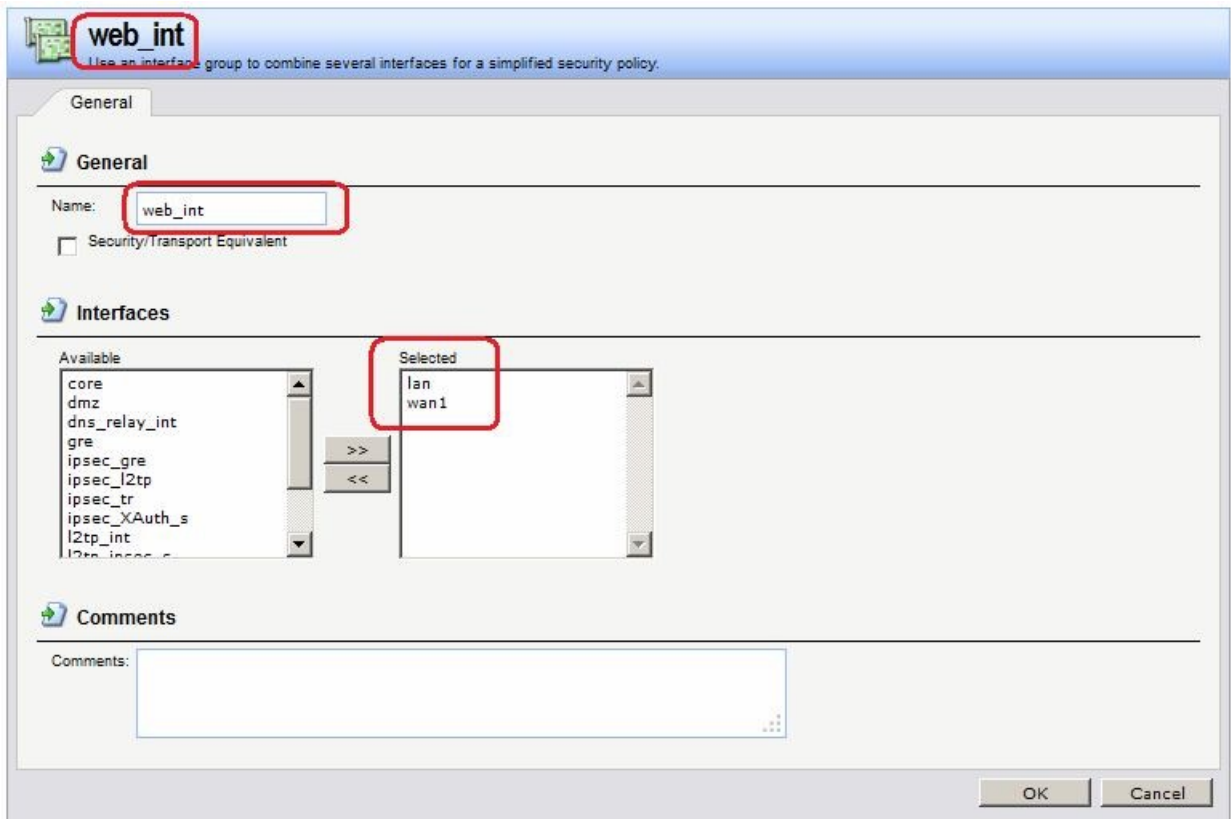 web_int
Use an interface group to combine several interfaces for a simplified security policy.
General
General
Name:
web_int
Security/Transport Equivalent
Interfaces
Available
core
dmz
dns_relay_int
gre
ipsec_gre
ipsec_l2tp
ipsec_tr
ipsec_XAuth_s
l2tp_int
l2tp_ipsec_s
>>
<<
Selected
lan
wan1
Comments
Comments:
OK
Cancel